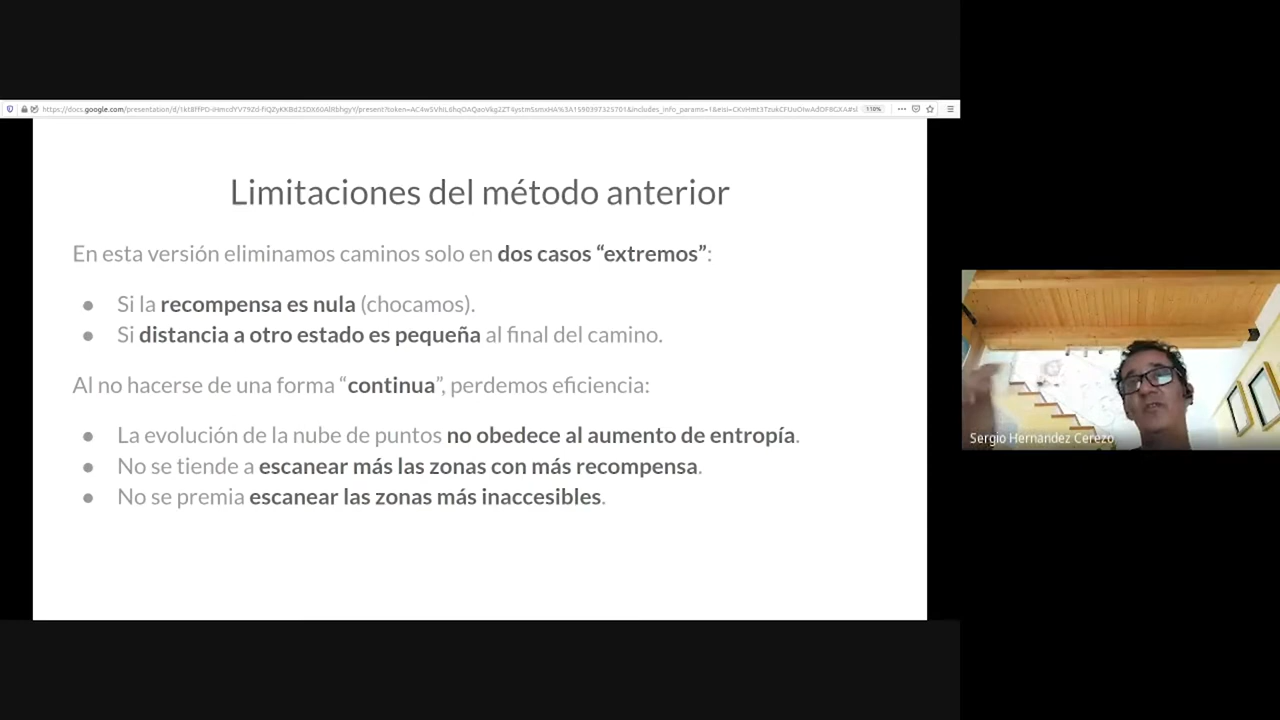 Limitaciones del método anterior
En esta versión eliminamos caminos solo en dos casos “extremos”:
● Si la recompensa es nula (chocamos).
● Si distancia a otro estado es pequeña al final del camino.
Al no hacerse de una forma “continua”, perdemos eficiencia:
● La evolución de la nube de puntos no obedece al aumento de entropía.
● No se tiende a escanear más las zonas con más recompensa.
● No se premia escanear las zonas más inaccesibles.
110%
Sergio Hernandez Cerezo